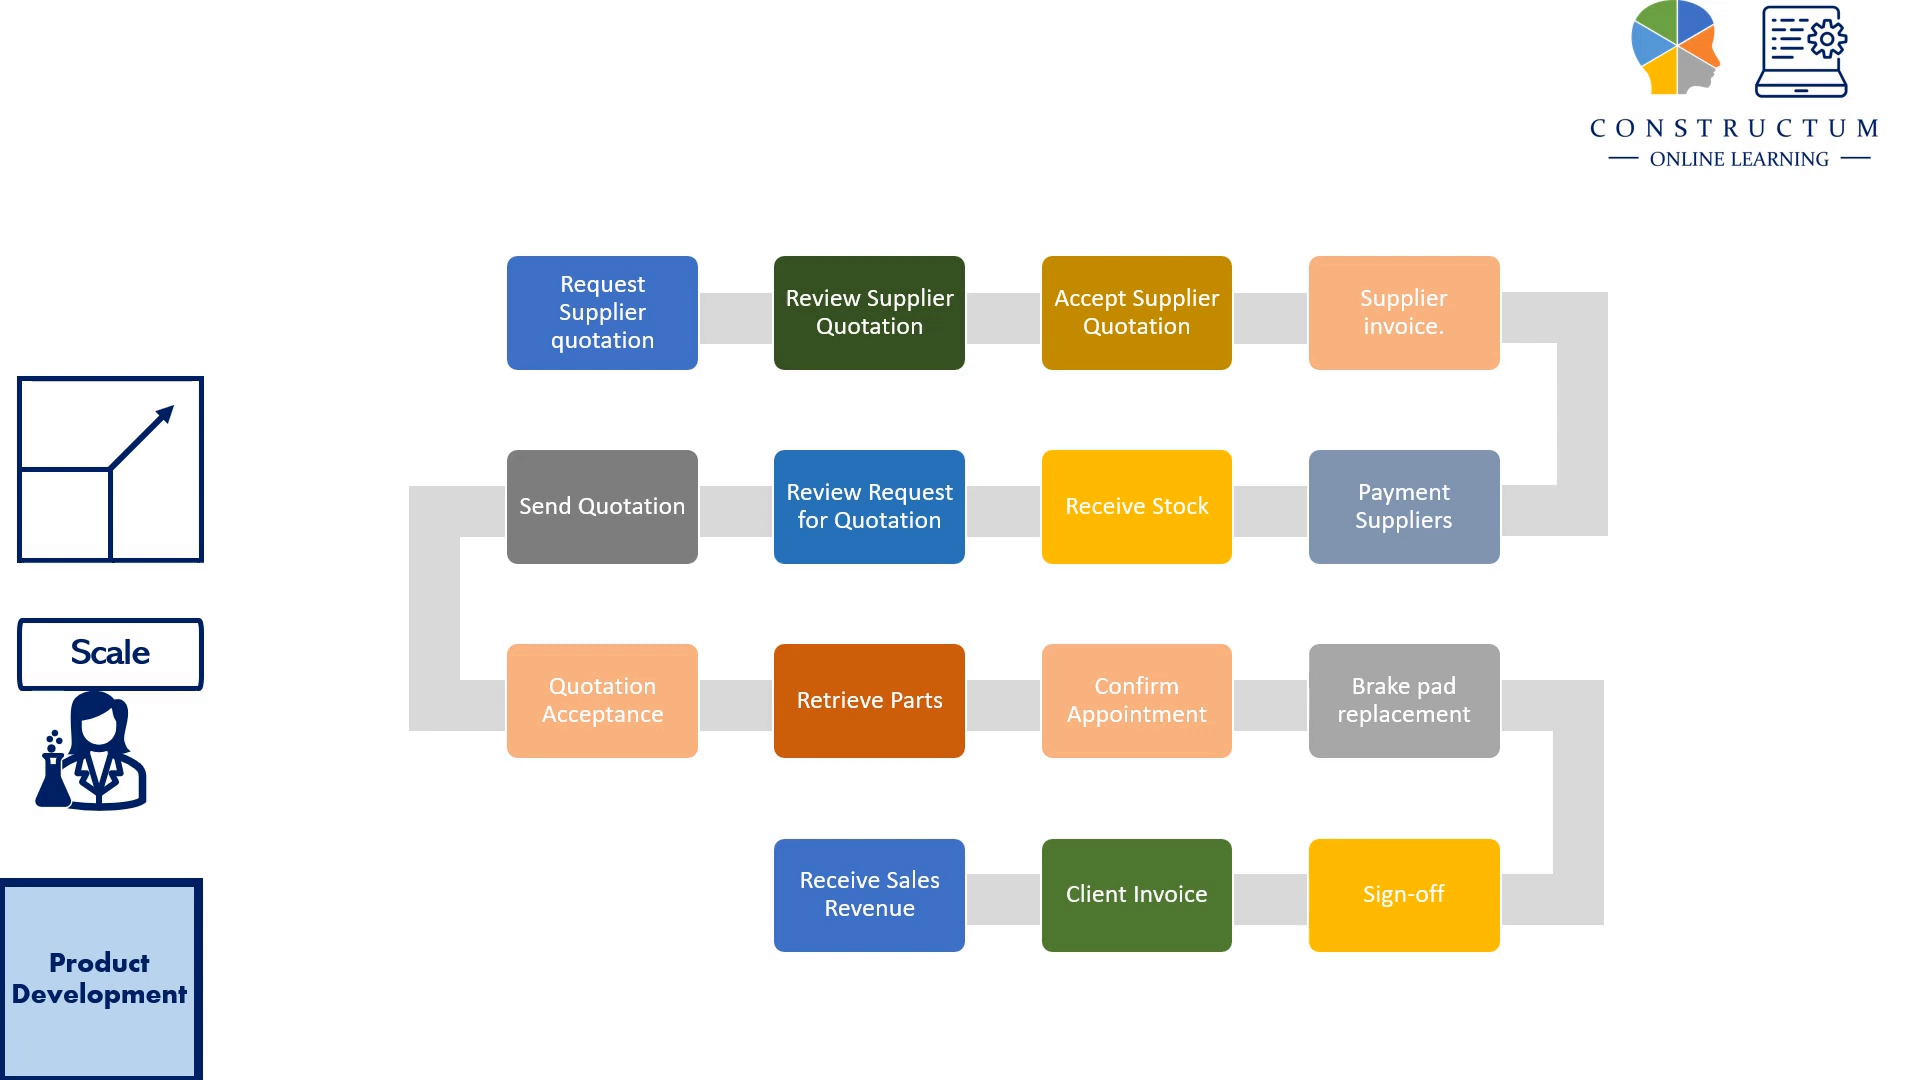 CONSTRUCTUM
ONLINE LEARNING
Request
Supplier
quotation
Review Supplier
Quotation
Accept Supplier
Quotation
Supplier
invoice.
Send Quotation
Review Request
for Quotation
Receive Stock
Payment
Suppliers
Quotation
Acceptance
Retrieve Parts
Confirm
Appointment
Brake pad
replacement
Receive Sales
Revenue
Client Invoice
Sign-off
Scale
Product
Development